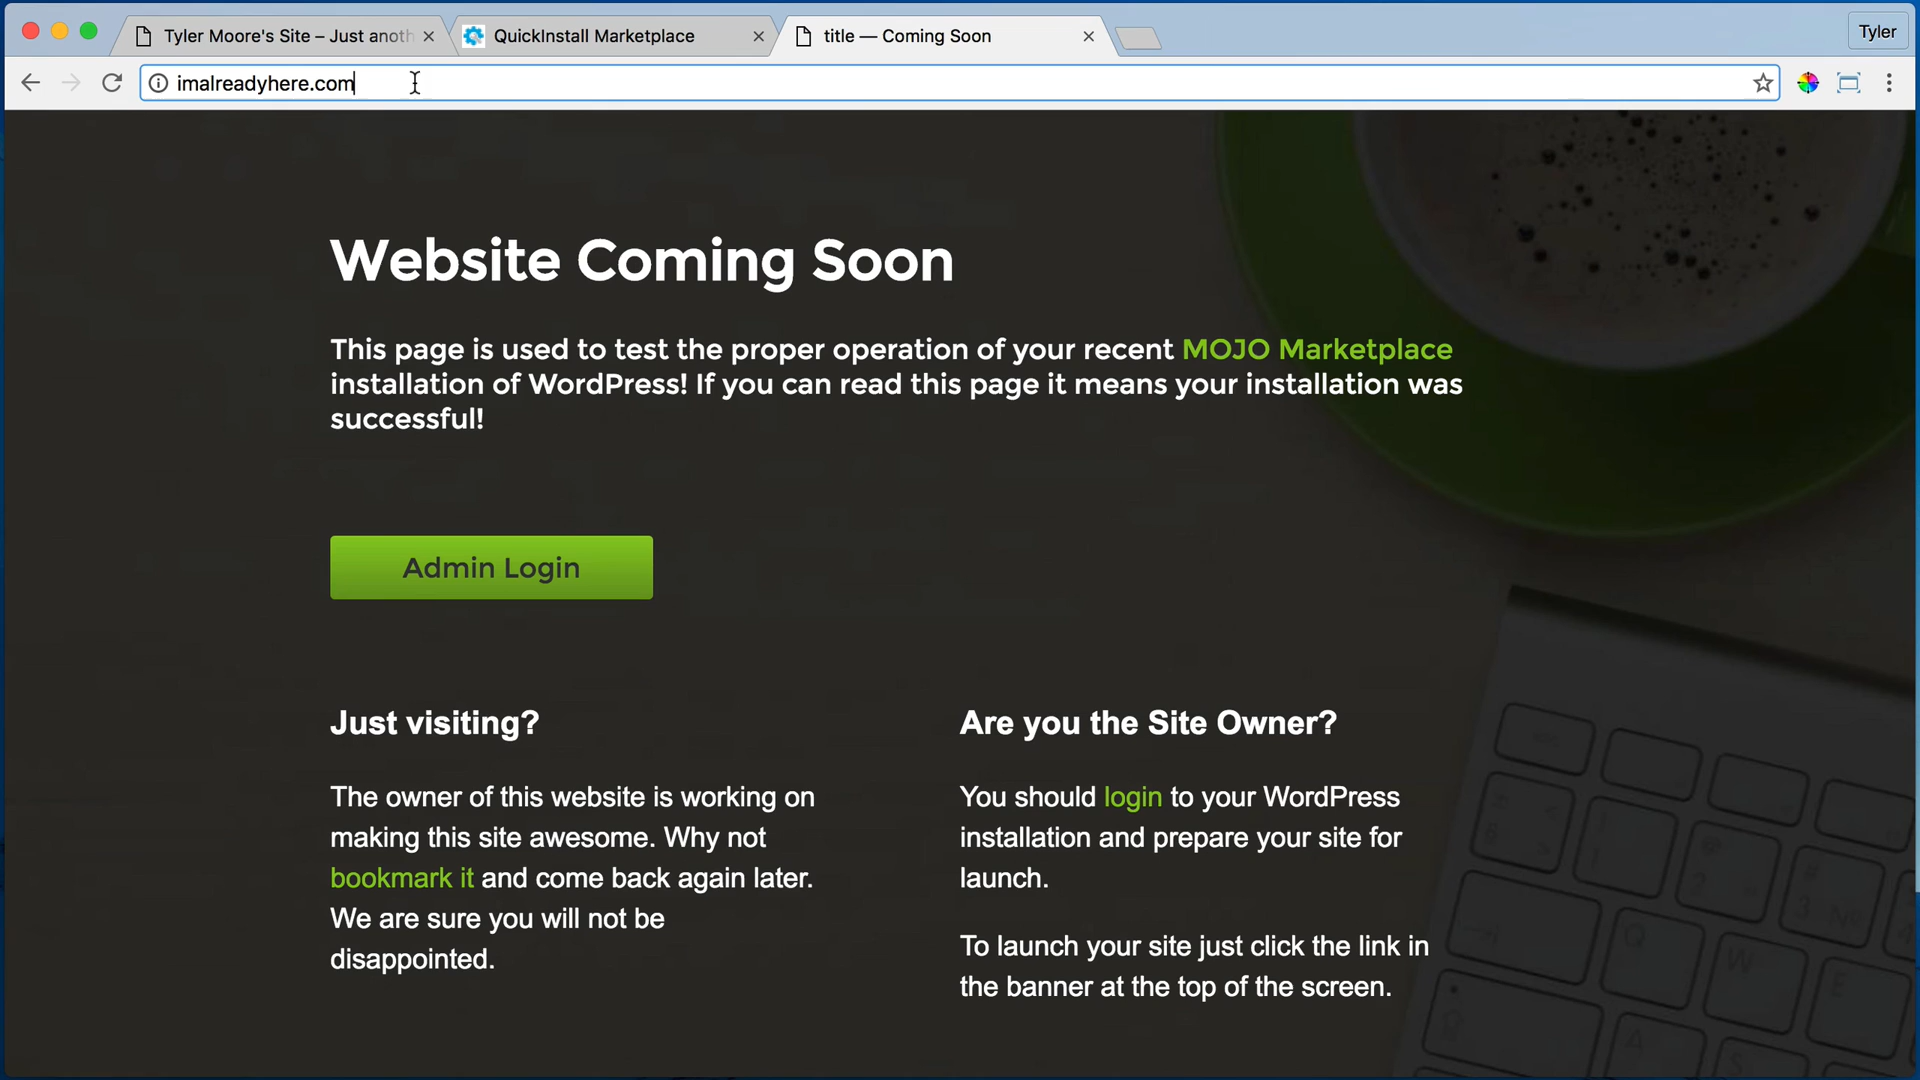 Tyler Moore's Site – Just anoth
QuickInstall Marketplace
title — Coming Soon
Tyler
imalreadyhere.com
Website Coming Soon
This page is used to test the proper operation of your recent MOJO Marketplace
installation of WordPress! If you can read this page it means your installation was
successful!
Admin Login
Just visiting?
The owner of this website is working on
making this site awesome. Why not
bookmark it and come back again later.
We are sure you will not be
disappointed.
Are you the Site Owner?
You should login to your WordPress
installation and prepare your site for
launch.
To launch your site just click the link in
the banner at the top of the screen.
Q
W
E
A
S